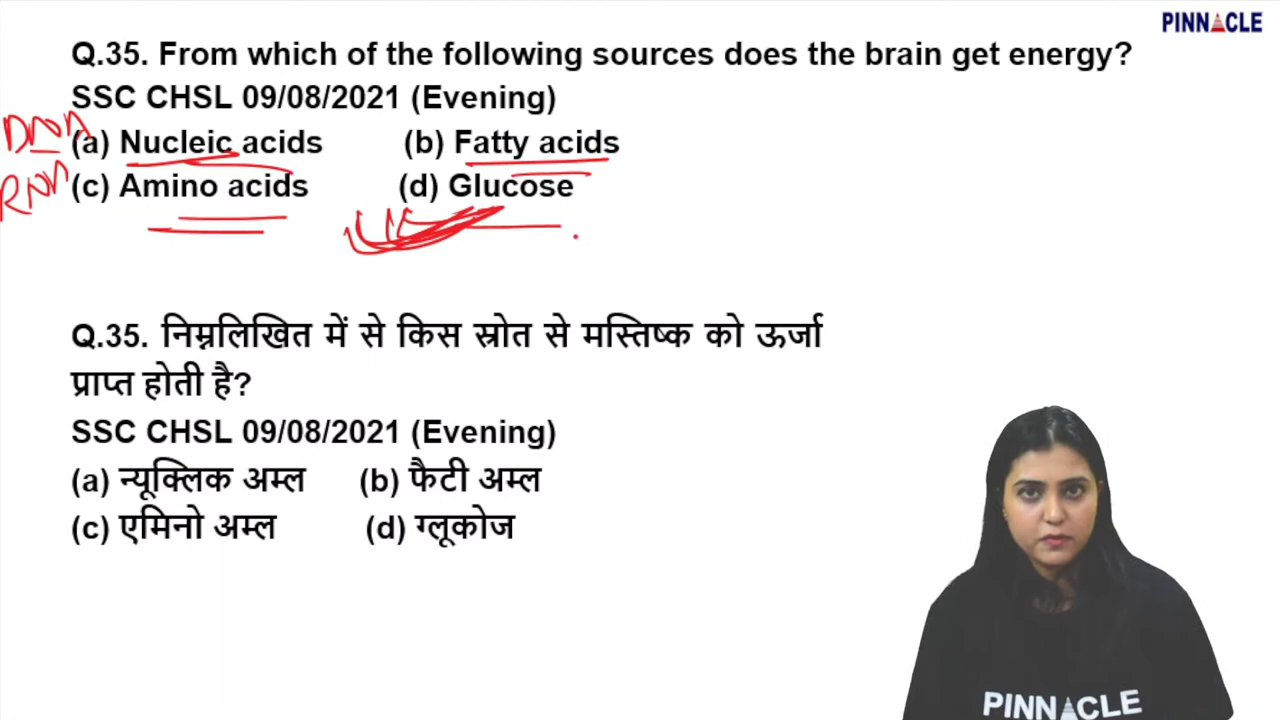 PINNACLE
Q.35. From which of the following sources does the brain get energy?
SSC CHSL 09/08/2021 (Evening)
DNA
(a) Nucleic acids (b) Fatty acids
RNA
(c) Amino acids (d) Glucose
Q.35. निम्नलिखित में से किस स्रोत से मस्तिष्क को ऊर्जा
प्राप्त होती है?
SSC CHSL 09/08/2021 (Evening)
(a) न्यूक्लिक अम्ल (b) फैटी अम्ल
(c) एमिनो अम्ल (d) ग्लूकोज
PINNACLE